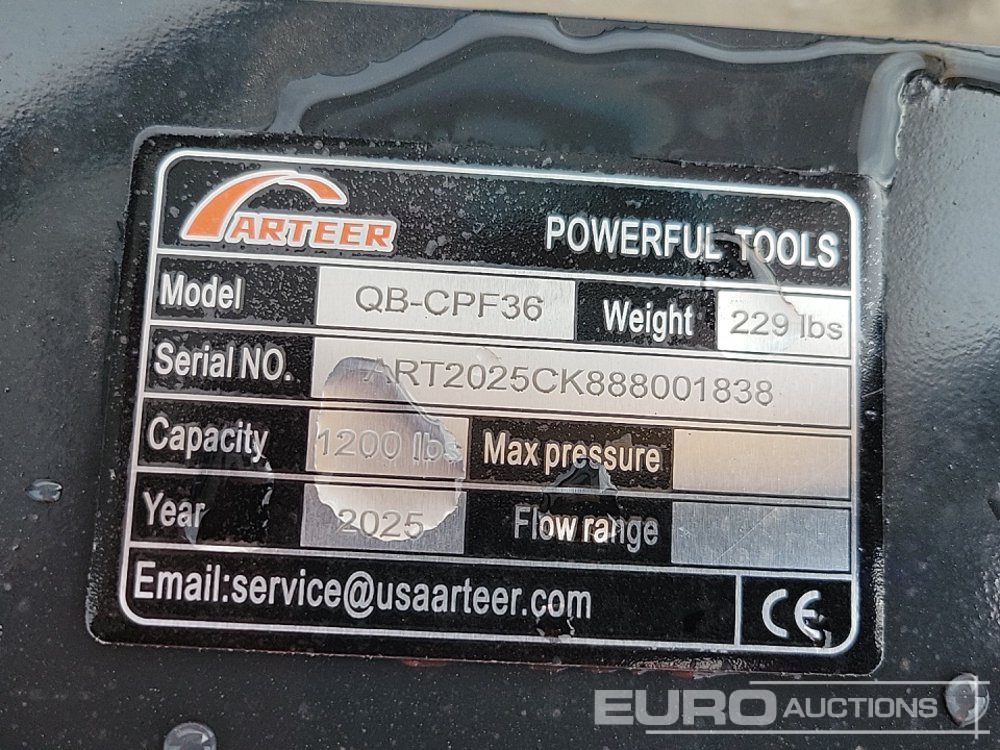 ARTEER POWERFUL TOOLS
Model QB-CPF36 Weight 229 lbs
Serial NO. ART2025CK888001838
Capacity 1200 lbs Max pressure
Year 2025 Flow range
Email:service@usaarteer.com CE
EURO AUCTIONS